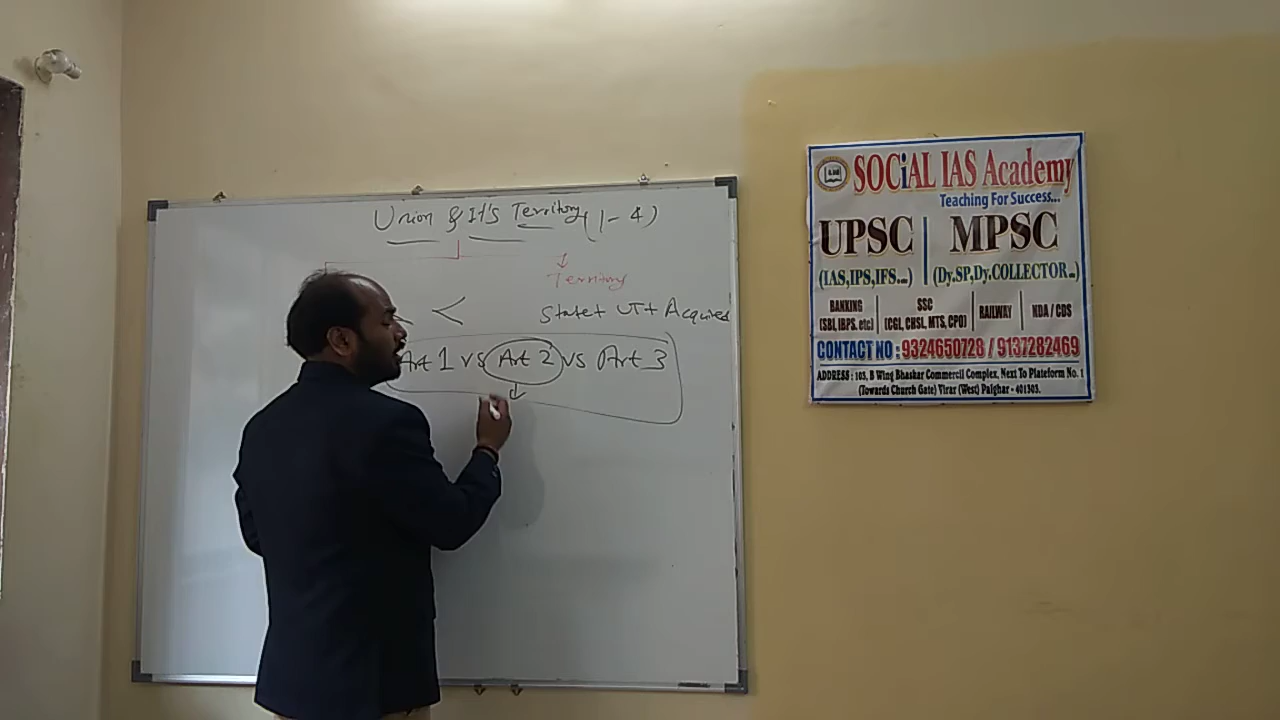 Union & It's Territory (1-4)
Territory
< State+ UT+ Acquired
Art 1 vs Art 2 vs Art 3
SOCiAL IAS Academy
Teaching For Success...
UPSC | MPSC
(IAS,IPS,IFS....) (Dy.SP,Dy.COLLECTOR..)
BANKING
(SBI,IBPS. etc)
SSC
(CGL, CHSL, MTS, CPO)
RAILWAY
NDA / CDS
CONTACT NO : 9324650728 / 9137282469
ADDRESS : 103, B Wing Bhaskar Commercil Complex, Next To Plateform No. 1
(Towards Church Gate) Virar (West) Palghar - 401303.